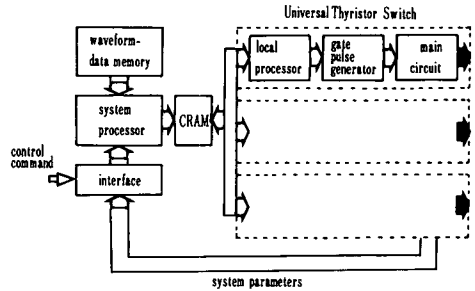 Universal Thyristor Switch
waveform-
data memory
local
processor
gate
pulse
generator
main
circuit
system
processor
CRAM
control
command
interface
system parameters